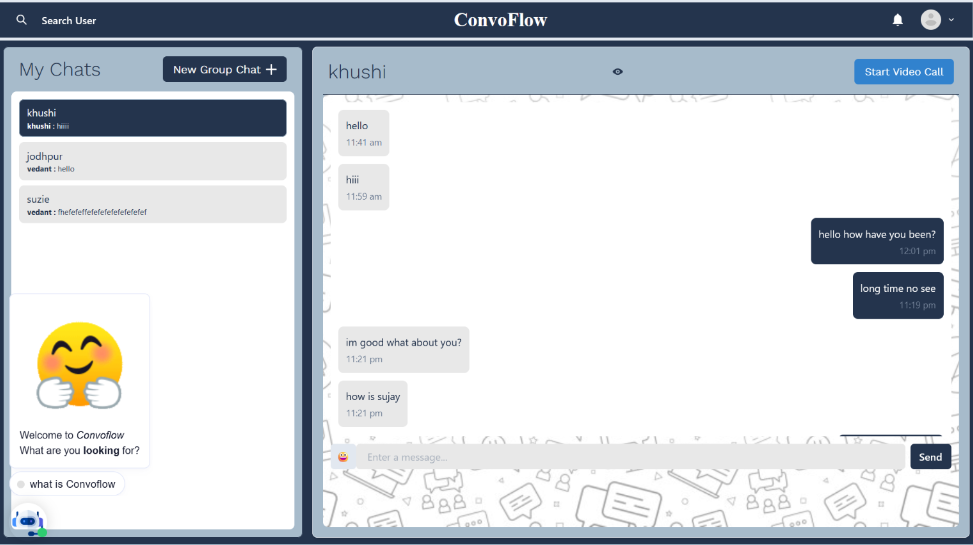 Search User
ConvoFlow
My Chats
New Group Chat +
khushi
khushi : hiii
jodhpur
vedant : hello
suzie
Welcome to Convoflow
What are you looking for?
what is Convoflow
khushi
Start Video Call
hello
11:41 am
hiii
11:59 am
hello how have you been?
12:01 pm
long time no see
11:19 pm
im good what about you?
11:21 pm
how is sujay
11:21 pm
Enter a message...
Send